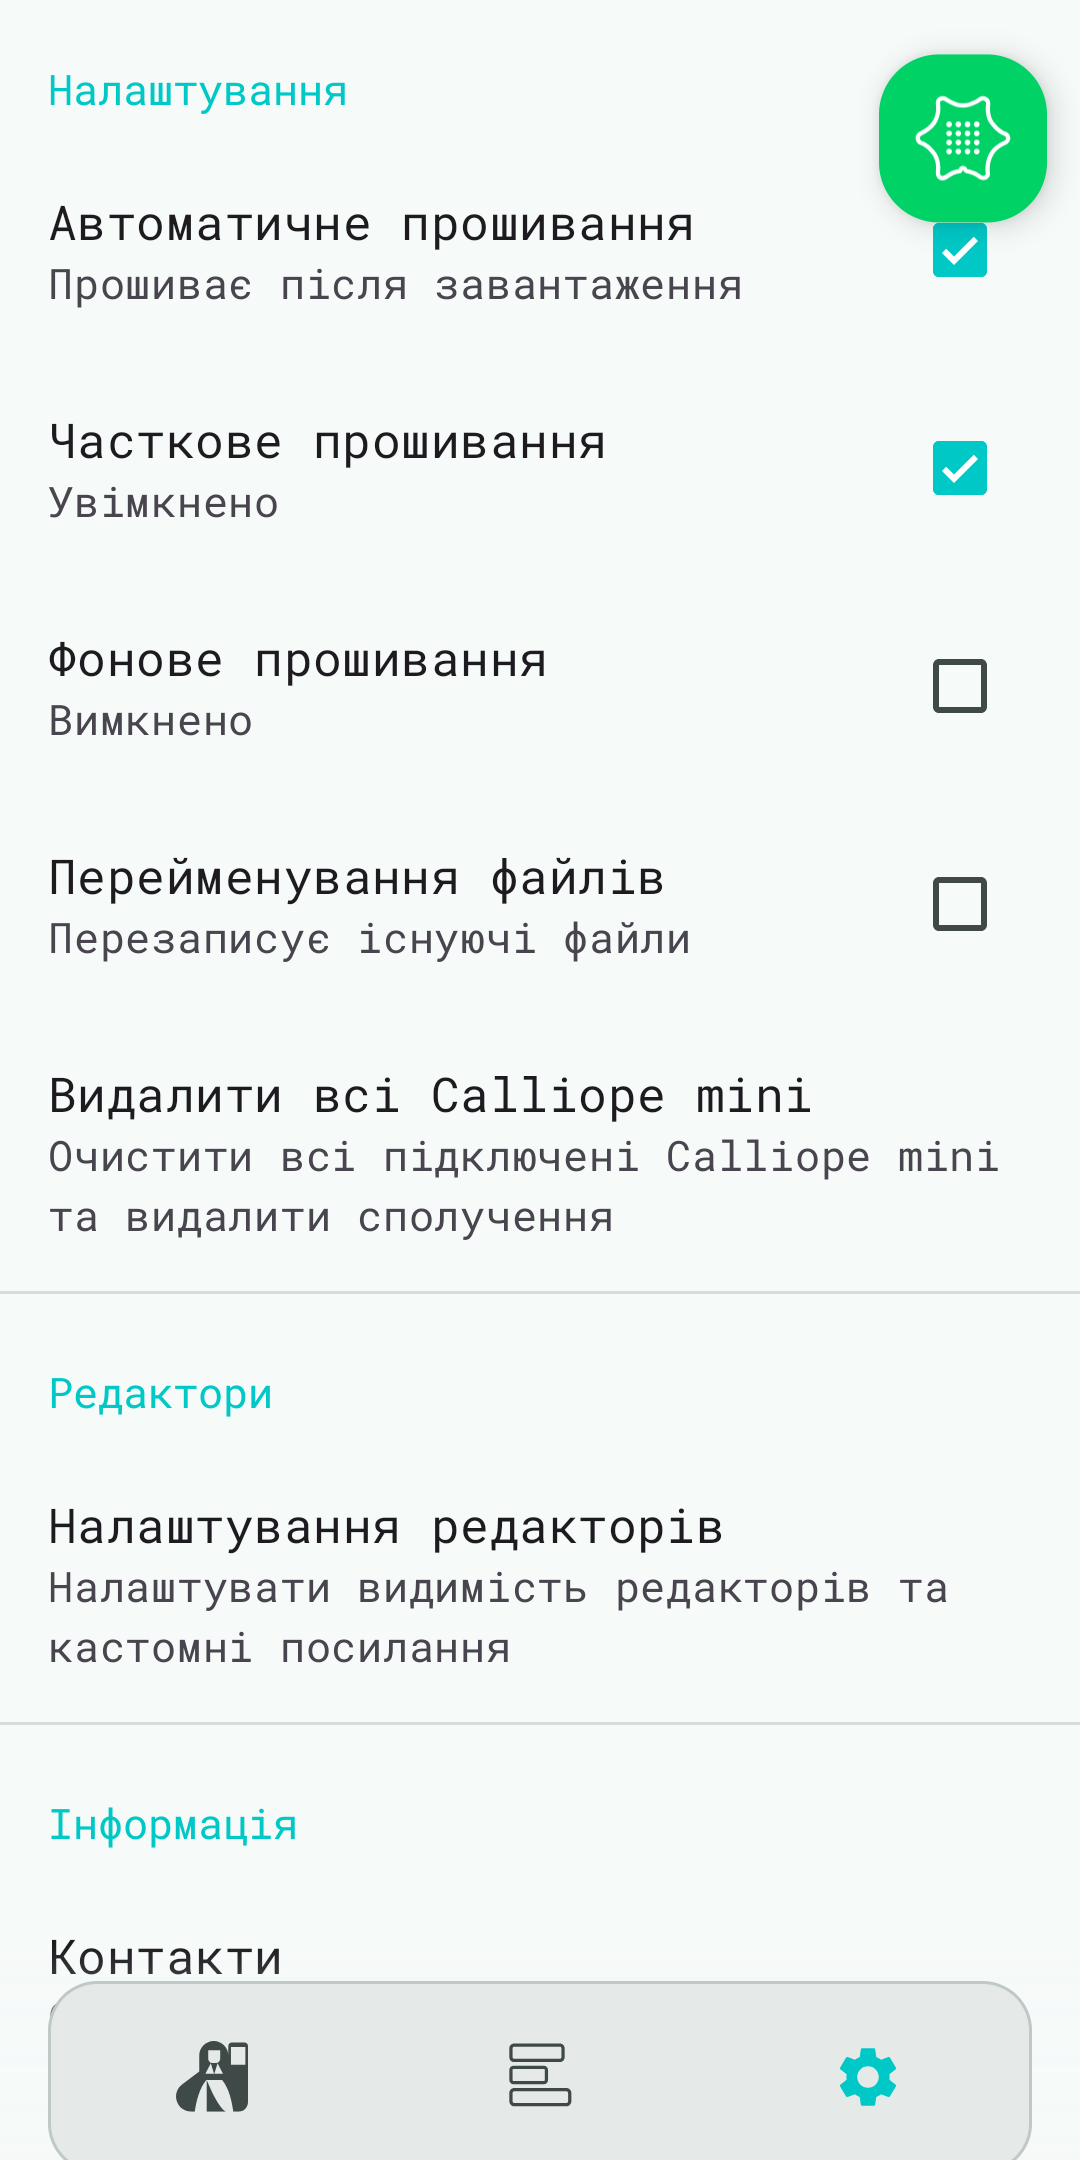 Налаштування
Автоматичне прошивання
Прошиває після завантаження
Часткове прошивання
Увімкнено
Фонове прошивання
Вимкнено
Перейменування файлів
Перезаписує існуючі файли
Видалити всі Calliope mini
Очистити всі підключені Calliope mini
та видалити сполучення
Редактори
Налаштування редакторів
Налаштувати видимість редакторів та
кастомні посилання
Інформація
Контакти